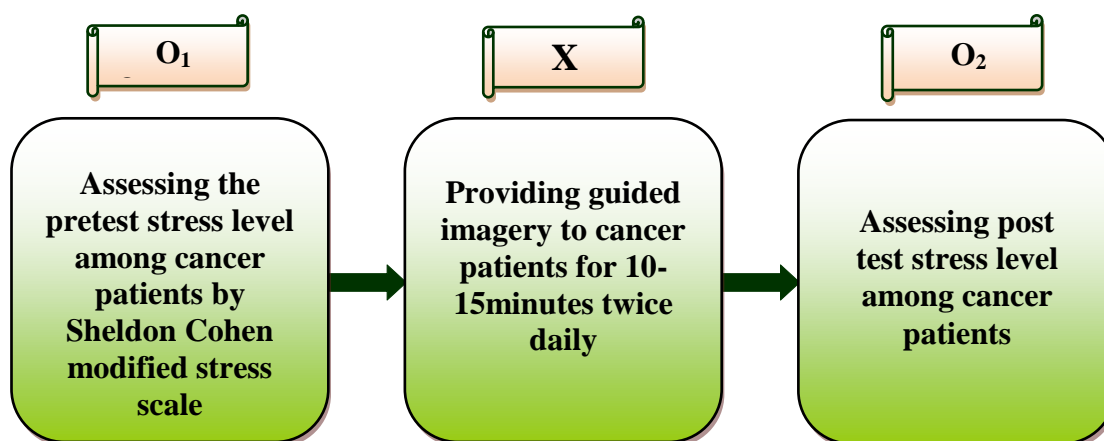 O₁
X
O₂
Assessing the
pretest stress level
among cancer
patients by
Sheldon Cohen
modified stress
scale
Providing guided
imagery to cancer
patients for 10-
15minutes twice
daily
Assessing post
test stress level
among cancer
patients